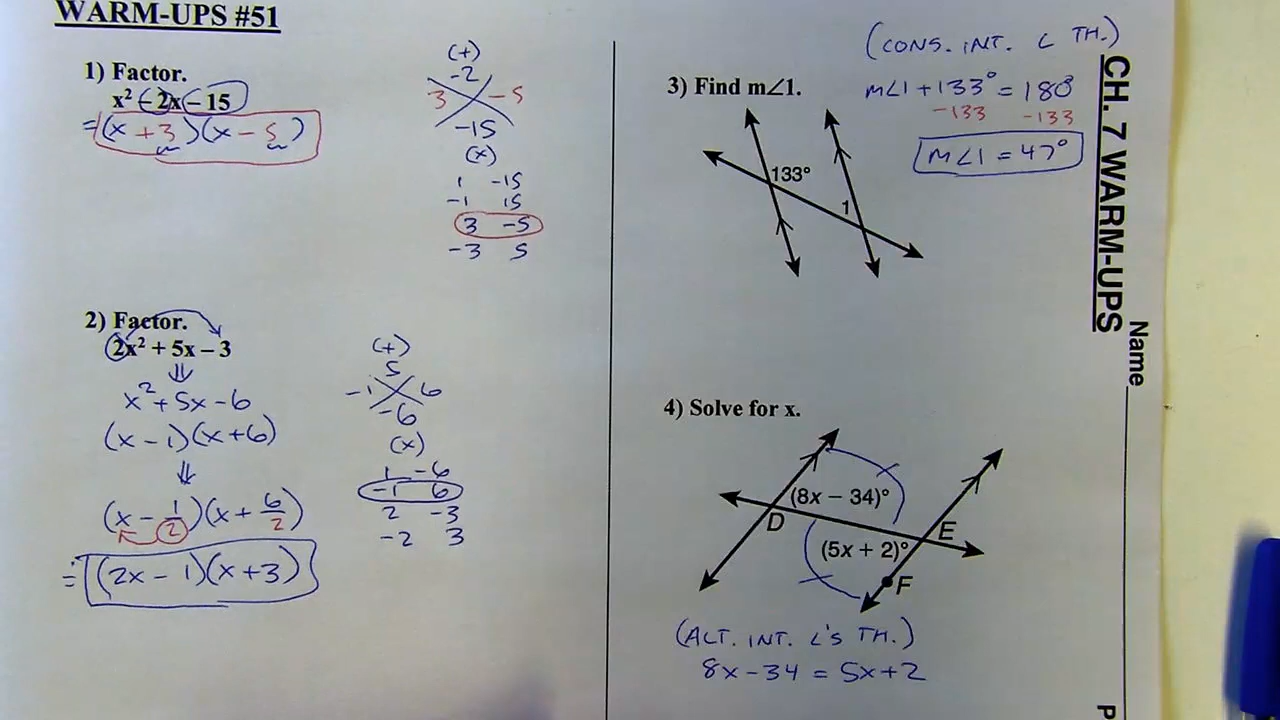 WARM-UPS #51
1) Factor.
x² − 2x − 15
= (x + 3)(x − 5)
(+)
-2
3 -5
-15
(x)
1 -15
-1 15
3 -5
-3 5
2) Factor.
2x² + 5x − 3
⇓
x² + 5x - 6
(x - 1)(x + 6)
⇓
(x - 1/2)(x + 6/2)
= (2x - 1)(x + 3)
(+)
5
-1 6
-6
(x)
1 -6
-1 6
2 -3
-2 3
(CONS. INT. ∠ TH.)
3) Find m∠1.
m∠1 + 133° = 180°
-133 -133
m∠1 = 47°
133°
1
4) Solve for x.
(8x − 34)°
D
E
(5x + 2)°
F
(ALT. INT. ∠'S TH.)
8x - 34 = 5x + 2
CH. 7 WARM-UPS
Name
P